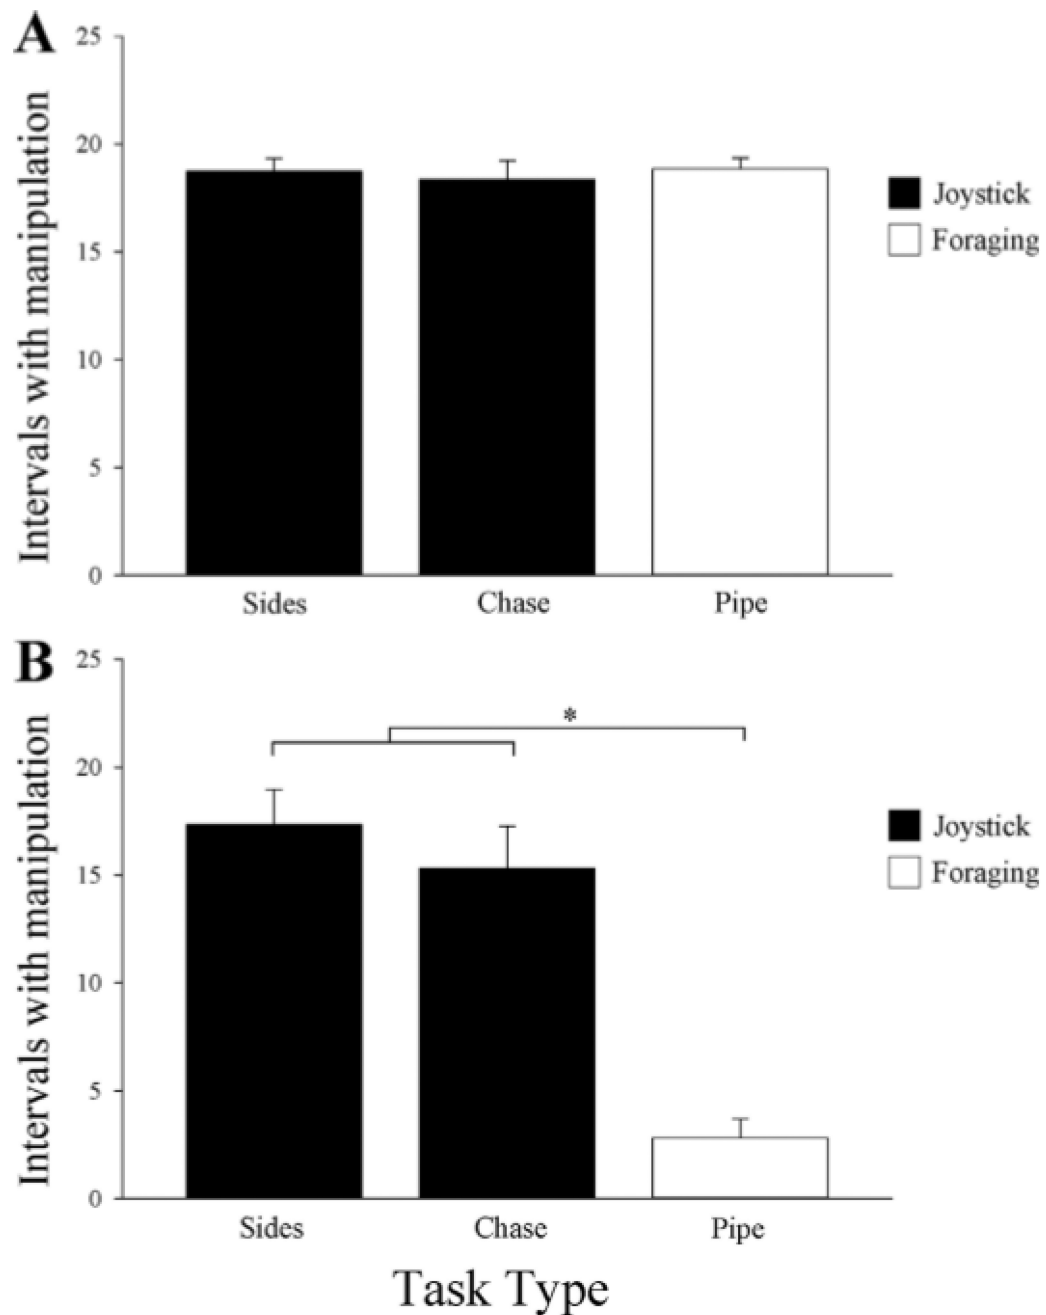 A
25
20
15
10
5
0
Intervals with manipulation
Sides Chase Pipe
Joystick
Foraging
B
25
20
15
10
5
0
Intervals with manipulation
*
Sides Chase Pipe
Joystick
Foraging
Task Type